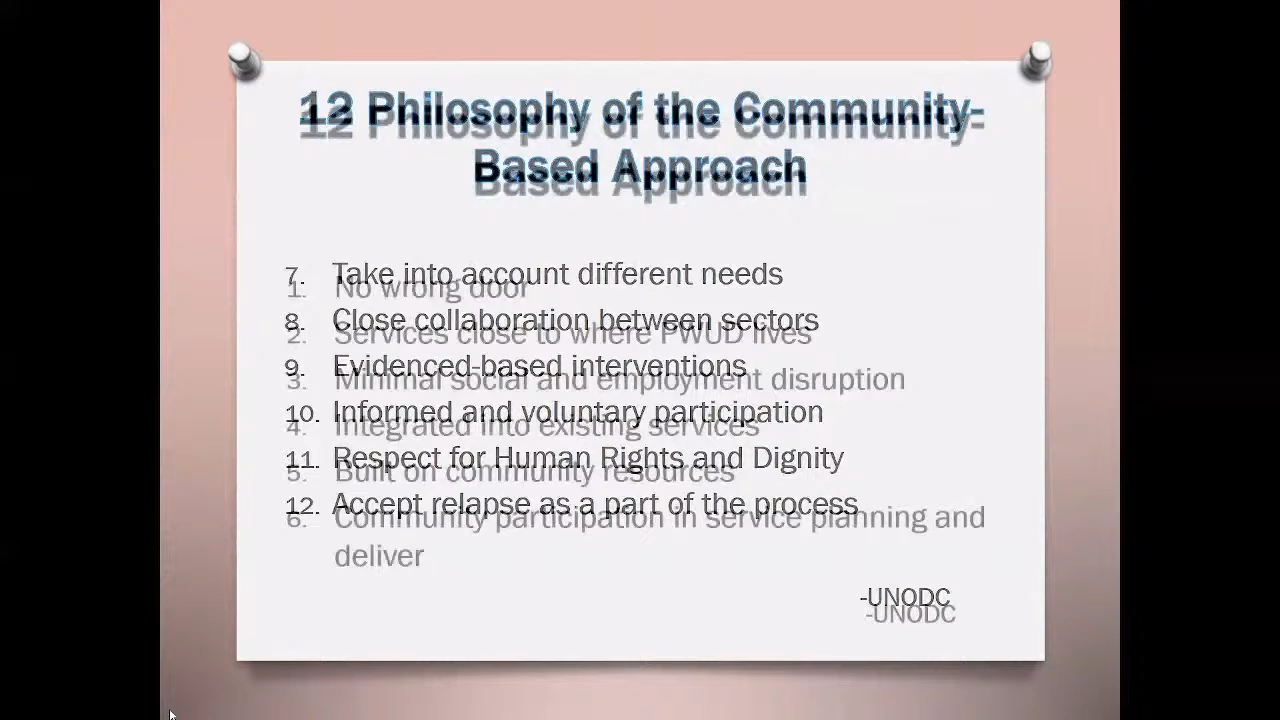 12 Philosophy of the Community-
Based Approach
7. Take into account different needs
1. No wrong door
8. Close collaboration between sectors
2. Services close to where PWUD lives
9. Evidenced-based interventions
3. Minimal social and employment disruption
10. Informed and voluntary participation
4. Integrated into existing services
11. Respect for Human Rights and Dignity
5. Built on community resources
12. Accept relapse as a part of the process
6. Community participation in service planning and
deliver
-UNODC
-UNODC